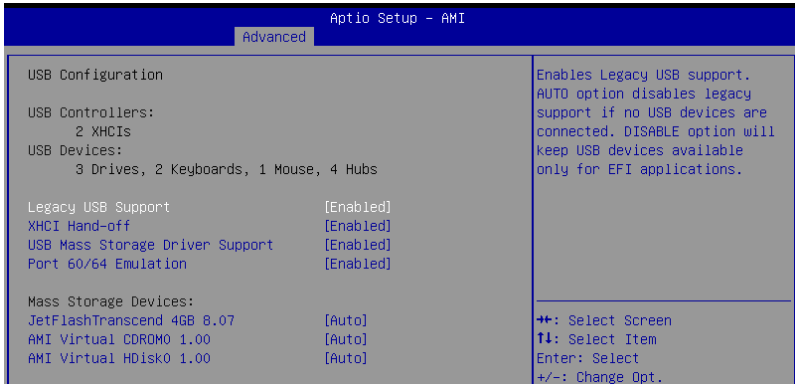 Aptio Setup – AMI
Advanced
USB Configuration
USB Controllers:
2 XHCIs
USB Devices:
3 Drives, 2 Keyboards, 1 Mouse, 4 Hubs
Legacy USB Support [Enabled]
XHCI Hand-off [Enabled]
USB Mass Storage Driver Support [Enabled]
Port 60/64 Emulation [Enabled]
Mass Storage Devices:
JetFlashTranscend 4GB 8.07 [Auto]
AMI Virtual CDROM0 1.00 [Auto]
AMI Virtual HDisk0 1.00 [Auto]
Enables Legacy USB support.
AUTO option disables legacy
support if no USB devices are
connected. DISABLE option will
keep USB devices available
only for EFI applications.
→←: Select Screen
↑↓: Select Item
Enter: Select
+/-: Change Opt.